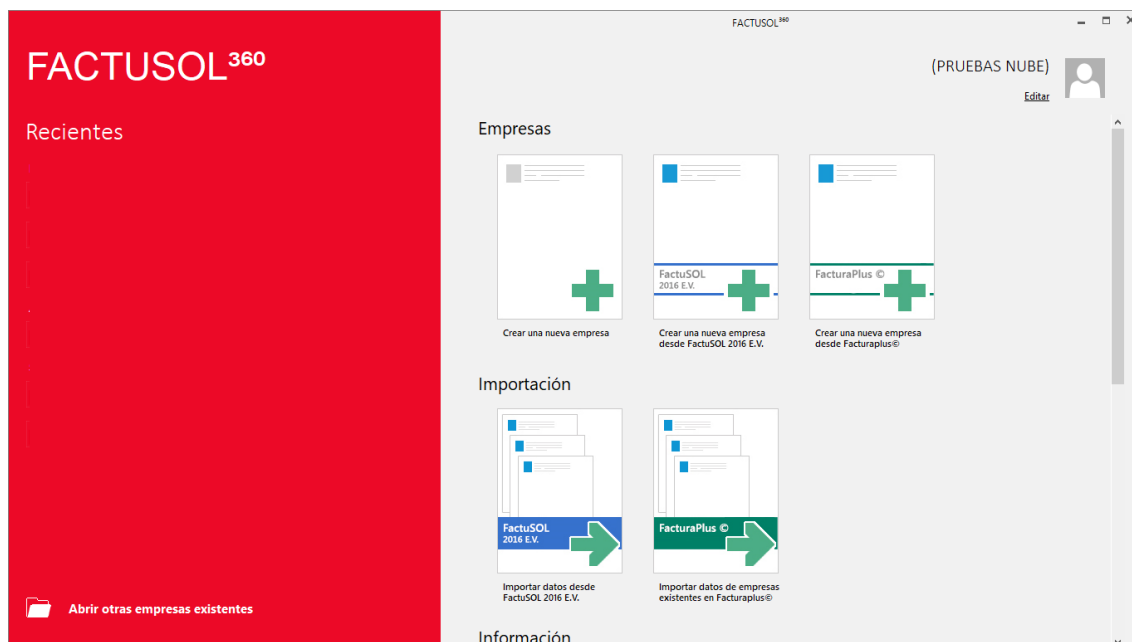 FACTUSOL³⁶⁰
FACTUSOL³⁶⁰
(PRUEBAS NUBE)
Editar
Recientes
Empresas
FactuSOL
2016 E.V.
FacturaPlus ©
Crear una nueva empresa
Crear una nueva empresa
desde FactuSOL 2016 E.V.
Crear una nueva empresa
desde Facturaplus©
Importación
FactuSOL
2016 E.V.
FacturaPlus ©
Importar datos desde
FactuSOL 2016 E.V.
Importar datos de empresas
existentes en Facturaplus©
Abrir otras empresas existentes
Información